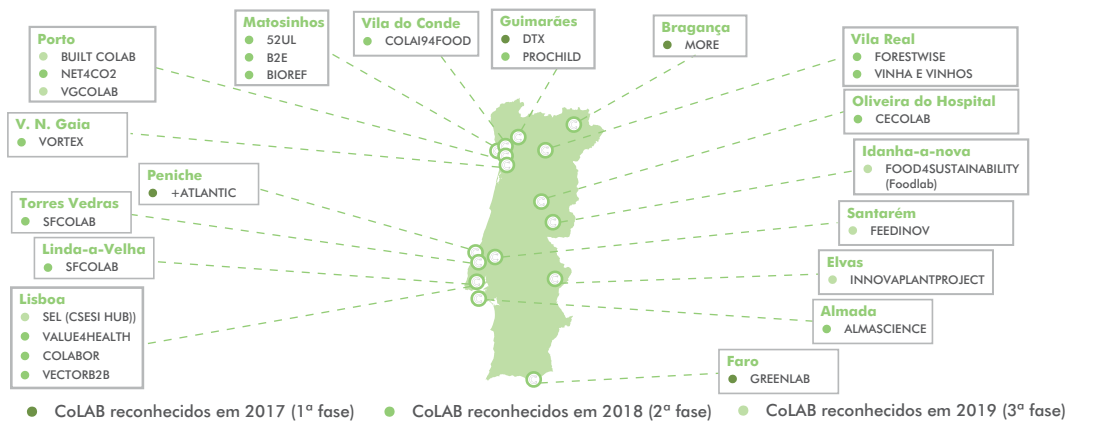 Porto
BUILT COLAB
NET4CO2
VGCOLAB
Matosinhos
52UL
B2E
BIOREF
Vila do Conde
COLAI94FOOD
Guimarães
DTX
PROCHILD
Bragança
MORE
Vila Real
FORESTWISE
VINHA E VINHOS
V. N. Gaia
VORTEX
Oliveira do Hospital
CECOLAB
Peniche
+ATLANTIC
Idanha-a-nova
FOOD4SUSTAINABILITY
(Foodlab)
Torres Vedras
SFCOLAB
Santarém
FEEDINOV
Linda-a-Velha
SFCOLAB
Elvas
INNOVAPLANTPROJECT
Lisboa
SEL (CSESI HUB))
VALUE4HEALTH
COLABOR
VECTORB2B
Almada
ALMASCIENCE
Faro
GREENLAB
CoLAB reconhecidos em 2017 (1ª fase)
CoLAB reconhecidos em 2018 (2ª fase)
CoLAB reconhecidos em 2019 (3ª fase)